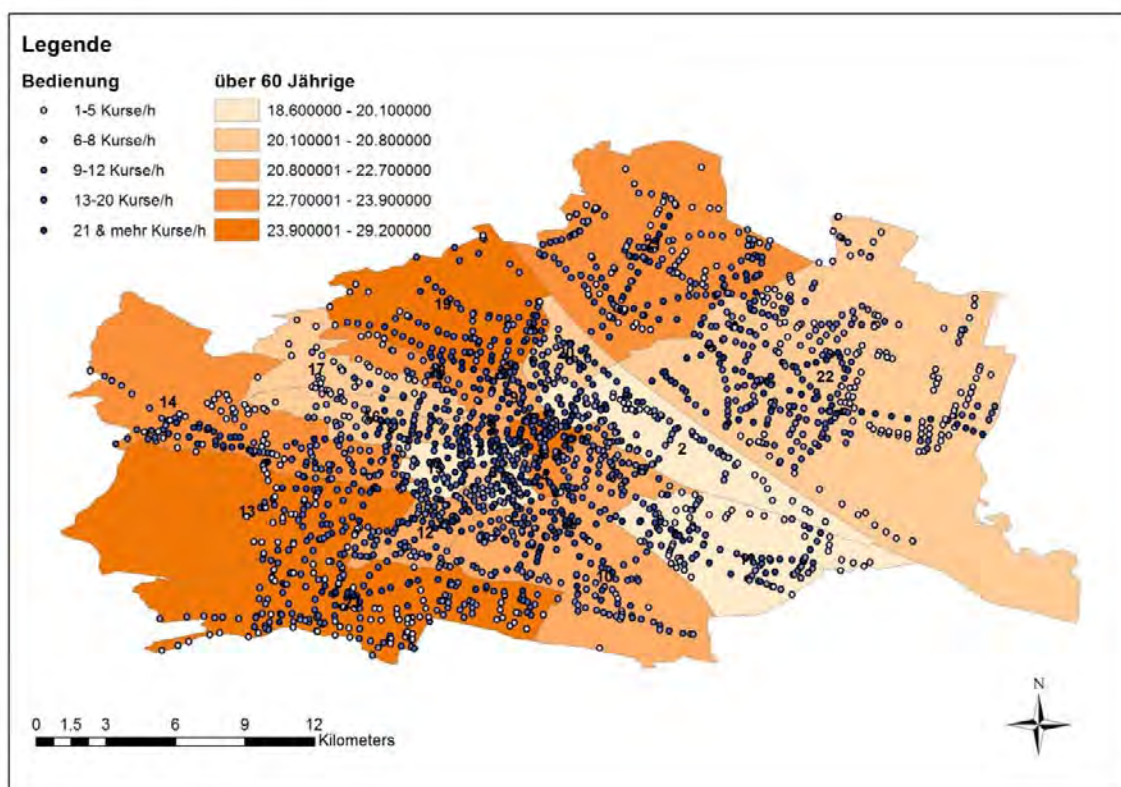 Legende
Bedienung
1-5 Kurse/h
6-8 Kurse/h
9-12 Kurse/h
13-20 Kurse/h
21 & mehr Kurse/h
über 60 Jährige
18.600000 - 20.100000
20.100001 - 20.800000
20.800001 - 22.700000
22.700001 - 23.900000
23.900001 - 29.200000
19
17
22
14
2
13
12
10
N
0 1.5 3 6 9 12
Kilometers